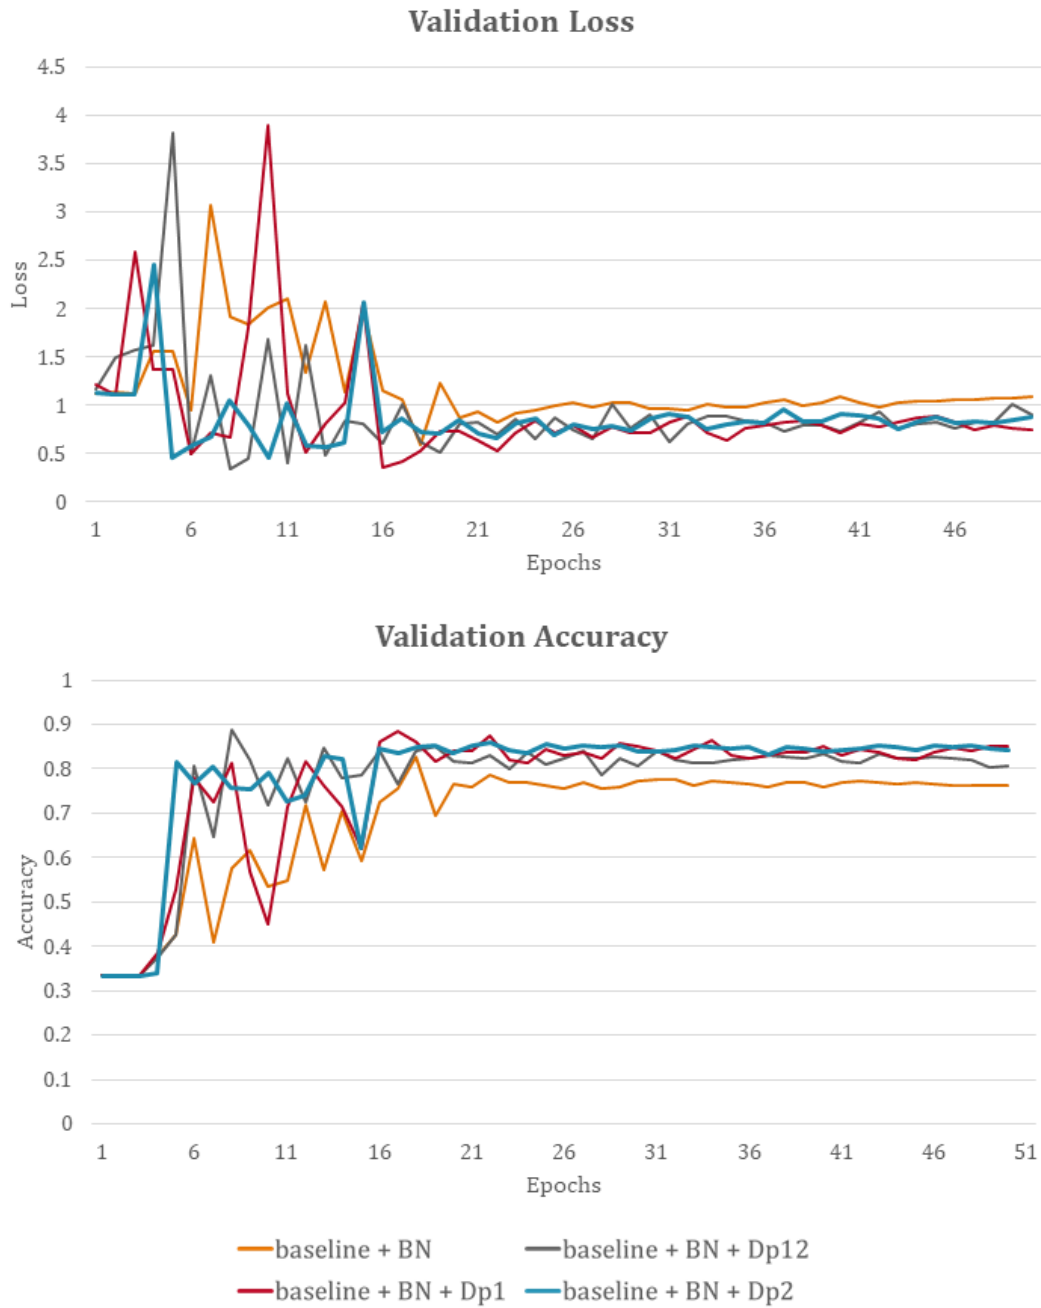 Validation Loss
4.5
4
3.5
3
2.5
2
1.5
1
0.5
0
Loss
1 6 11 16 21 26 31 36 41 46
Epochs
Validation Accuracy
1
0.9
0.8
0.7
0.6
0.5
0.4
0.3
0.2
0.1
0
Accuracy
1 6 11 16 21 26 31 36 41 46 51
Epochs
baseline + BN baseline + BN + Dp12
baseline + BN + Dp1 baseline + BN + Dp2